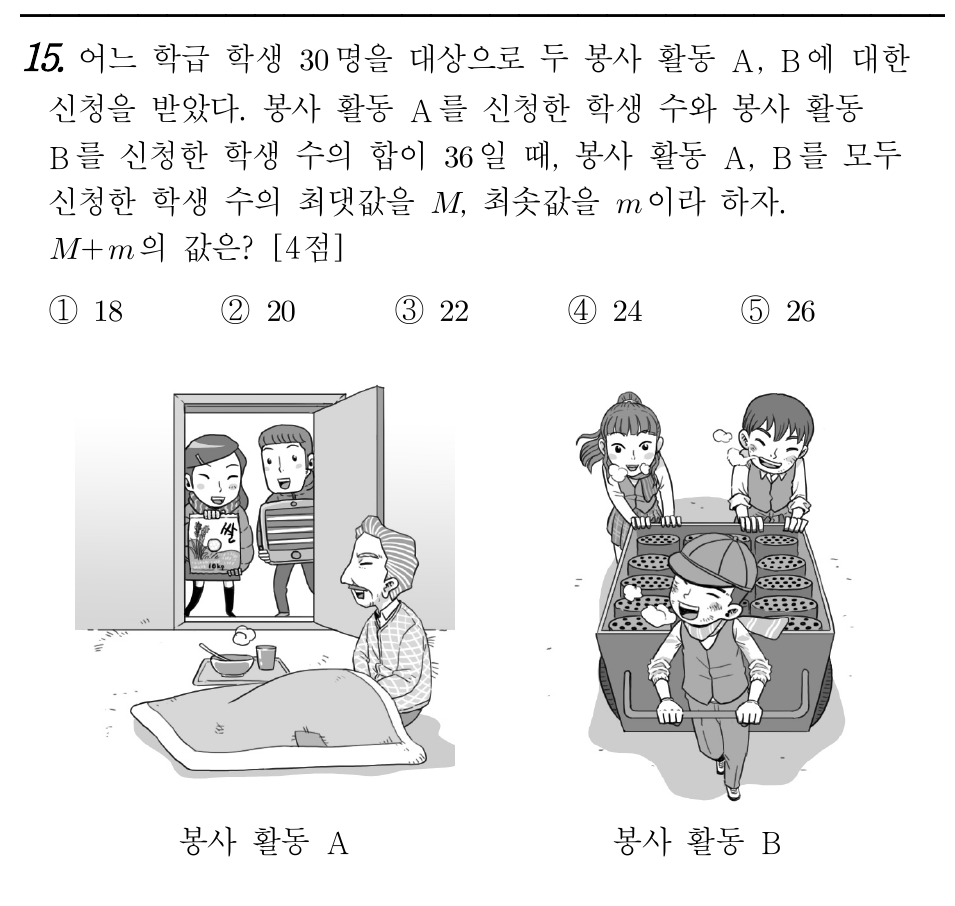 15. 어느 학급 학생 30명을 대상으로 두 봉사 활동 A, B에 대한
신청을 받았다. 봉사 활동 A를 신청한 학생 수와 봉사 활동
B를 신청한 학생 수의 합이 36일 때, 봉사 활동 A, B를 모두
신청한 학생 수의 최댓값을 M, 최솟값을 m이라 하자.
M+m의 값은? [4점]
① 18 ② 20 ③ 22 ④ 24 ⑤ 26
쌀
10kg
봉사 활동 A 봉사 활동 B